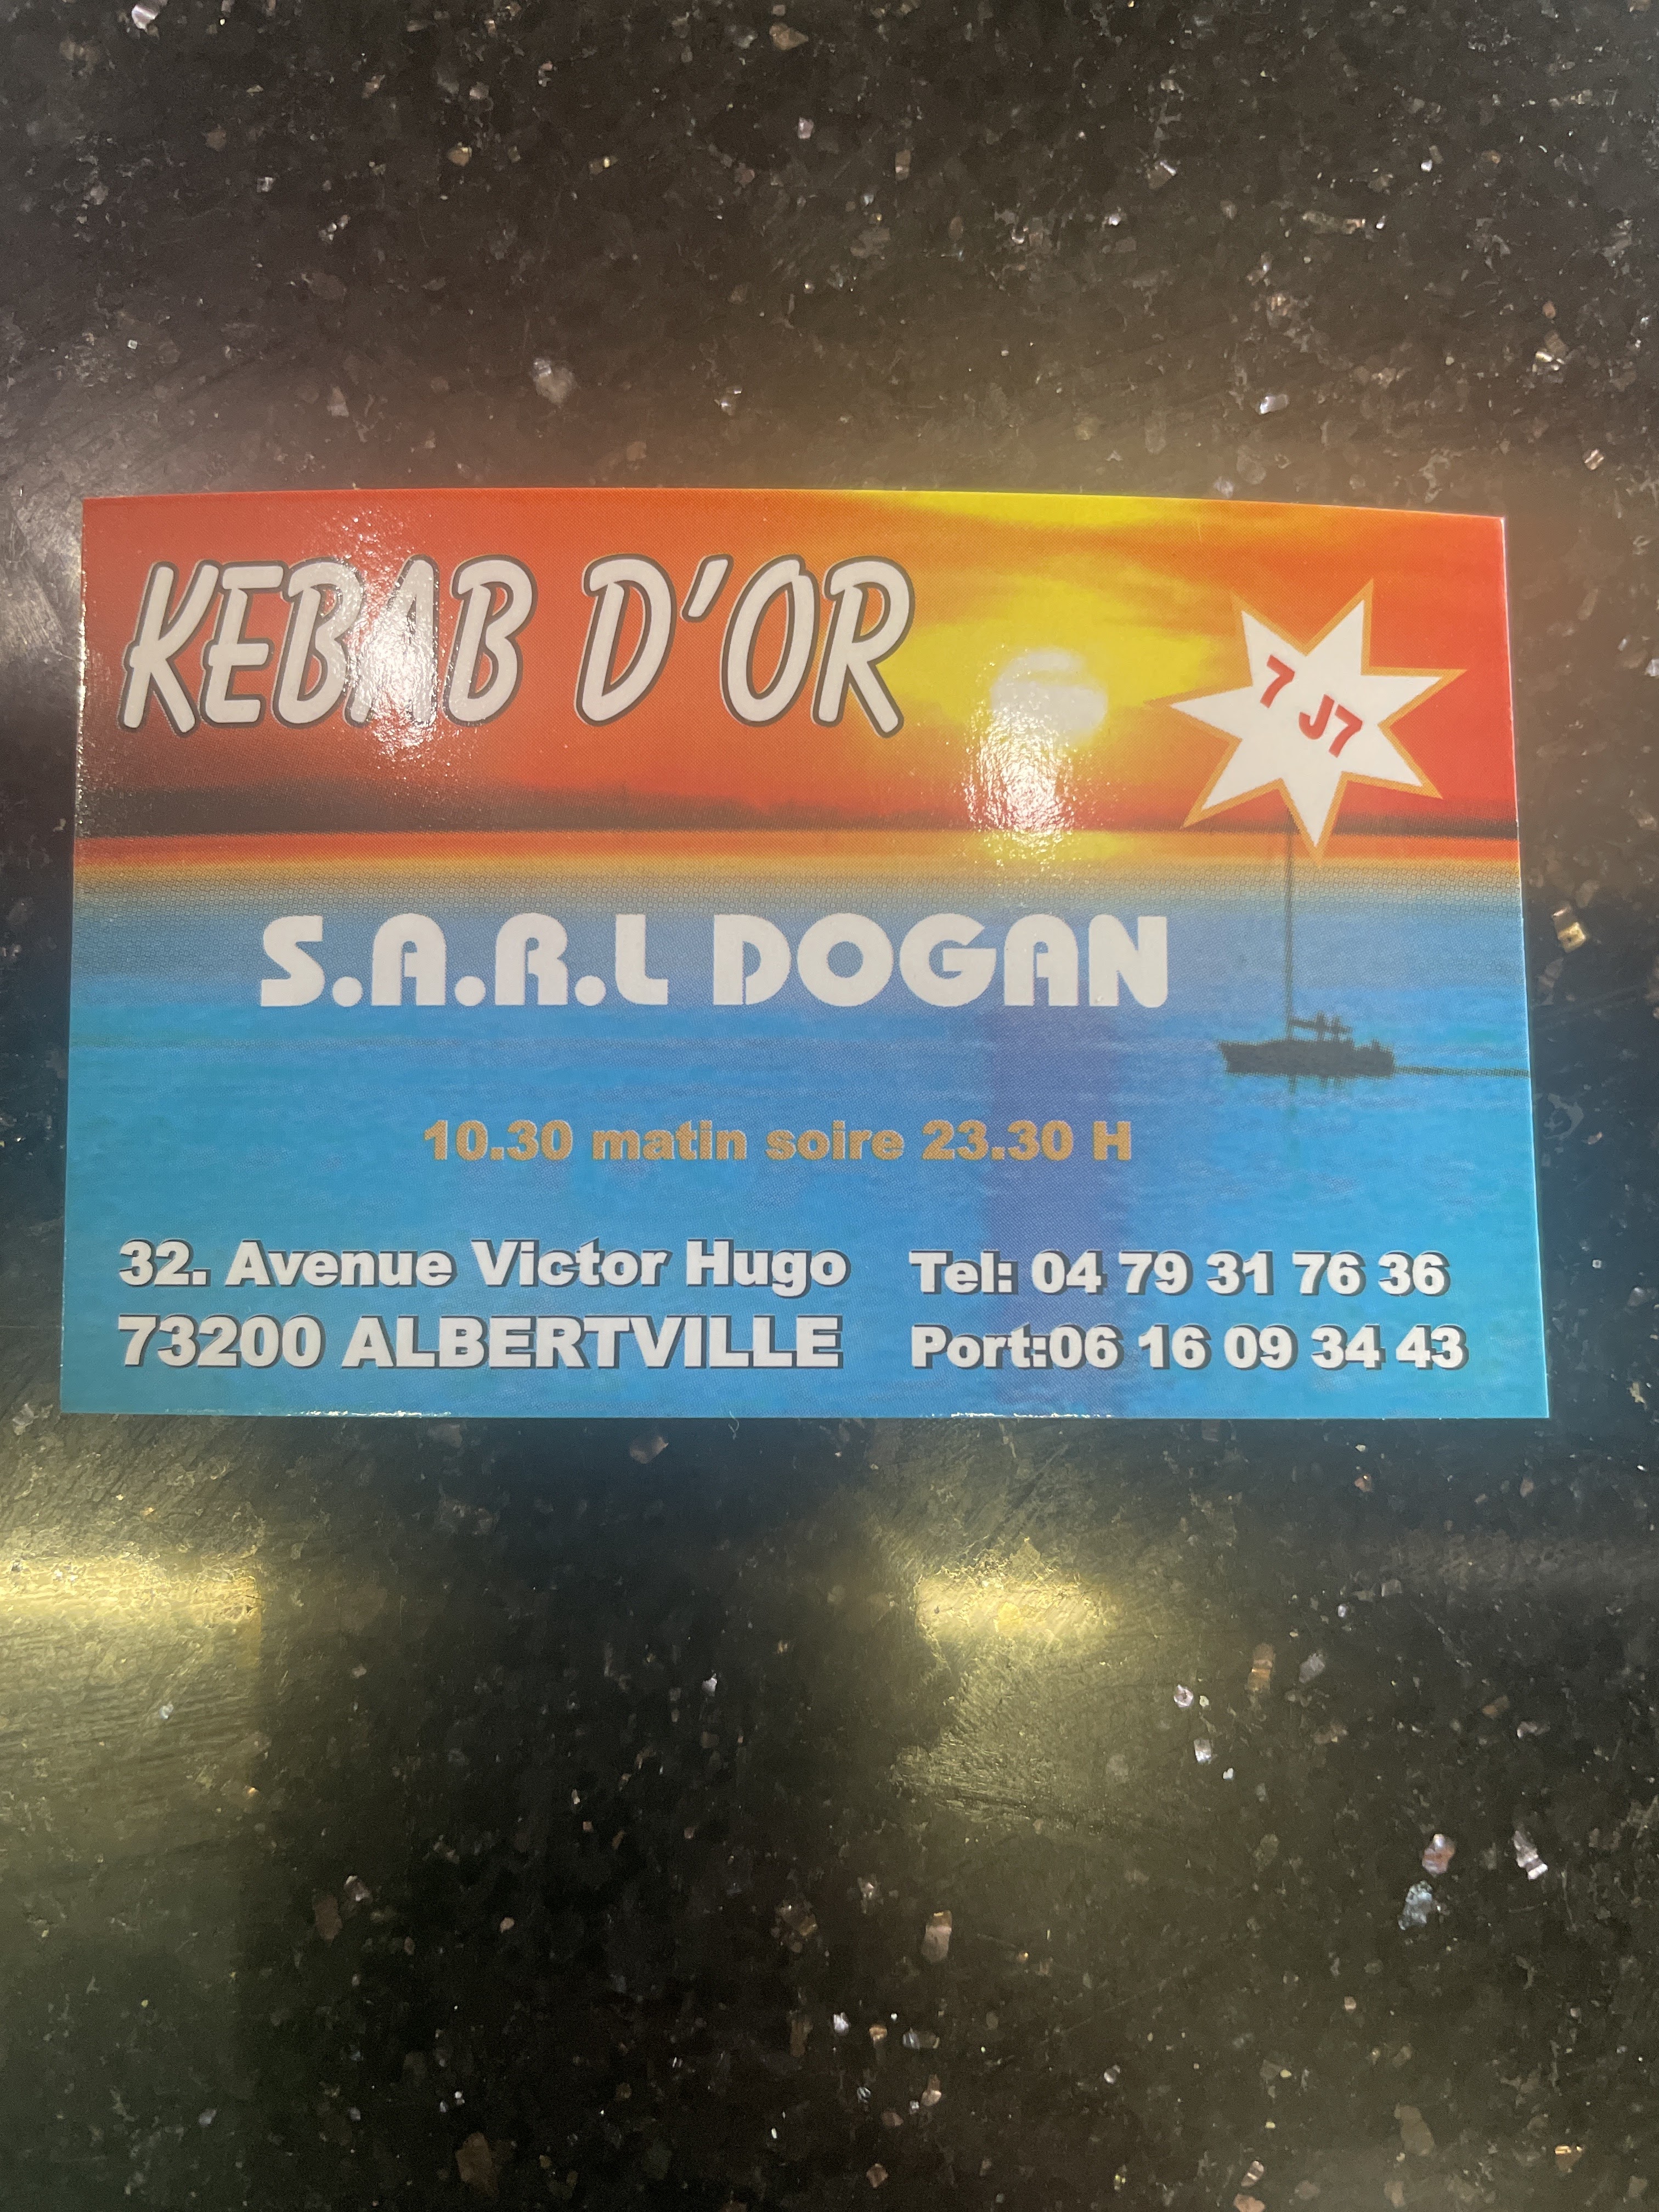 KEBAB D'OR
7 J7
S.A.R.L DOGAN
10.30 matin soire 23.30 H
32. Avenue Victor Hugo
73200 ALBERTVILLE
Tel: 04 79 31 76 36
Port:06 16 09 34 43